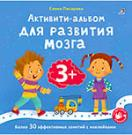 Елена Писарева
Активити-альбом
ДЛЯ РАЗВИТИЯ
МОЗГА
3+
Более 30 эффективных занятий с наклейками